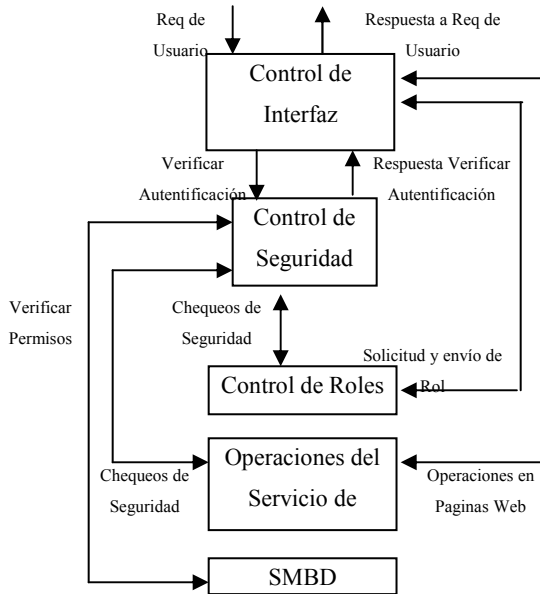 Req de
Usuario
Respuesta a Req de
Usuario
Control de
Interfaz
Verificar
Autentificación
Respuesta Verificar
Autentificación
Control de
Seguridad
Verificar
Permisos
Chequeos de
Seguridad
Solicitud y envío de
Rol
Control de Roles
Operaciones del
Servicio de
Chequeos de
Seguridad
Operaciones en
Paginas Web
SMBD